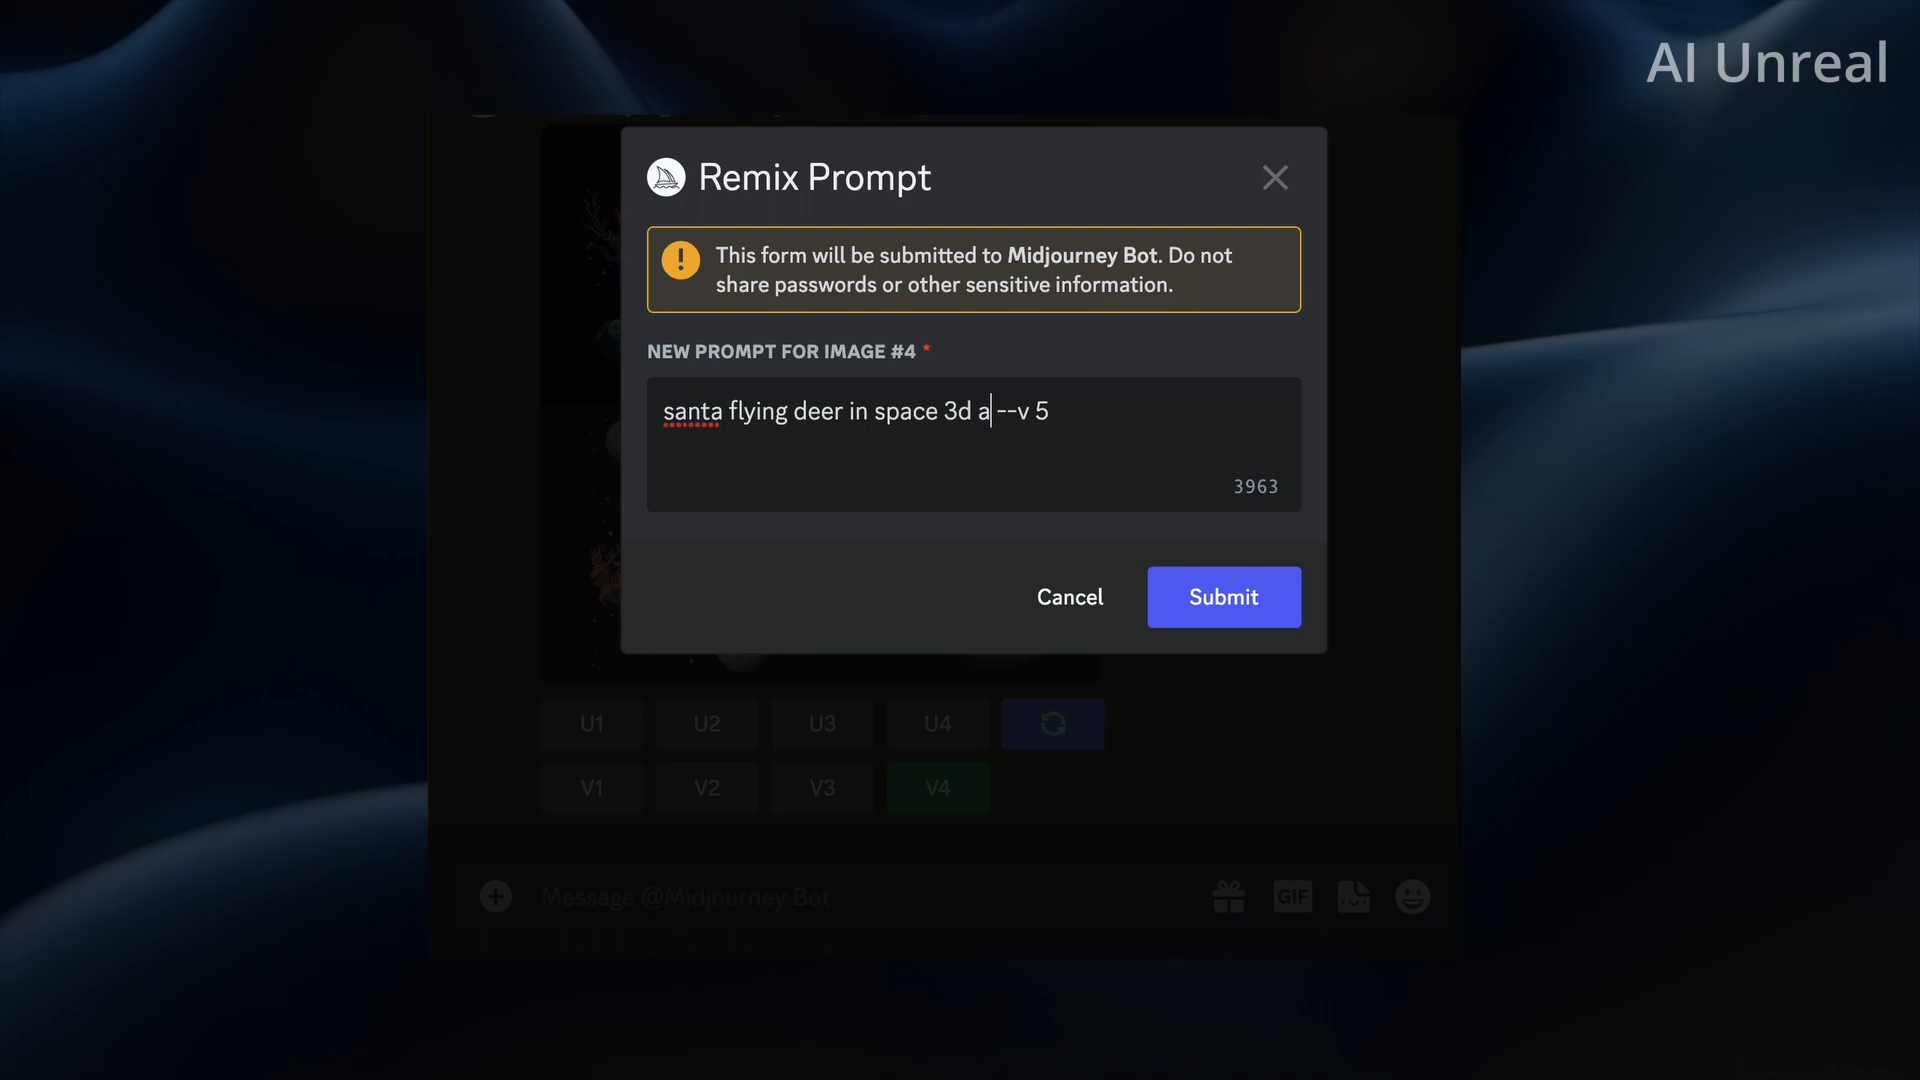 AI Unreal
Remix Prompt
This form will be submitted to Midjourney Bot. Do not
share passwords or other sensitive information.
NEW PROMPT FOR IMAGE #4 *
santa flying deer in space 3d a --v 5
3963
Cancel
Submit
U1 U2 U3 U4
V1 V2 V3 V4
Message @Midjourney Bot
GIF